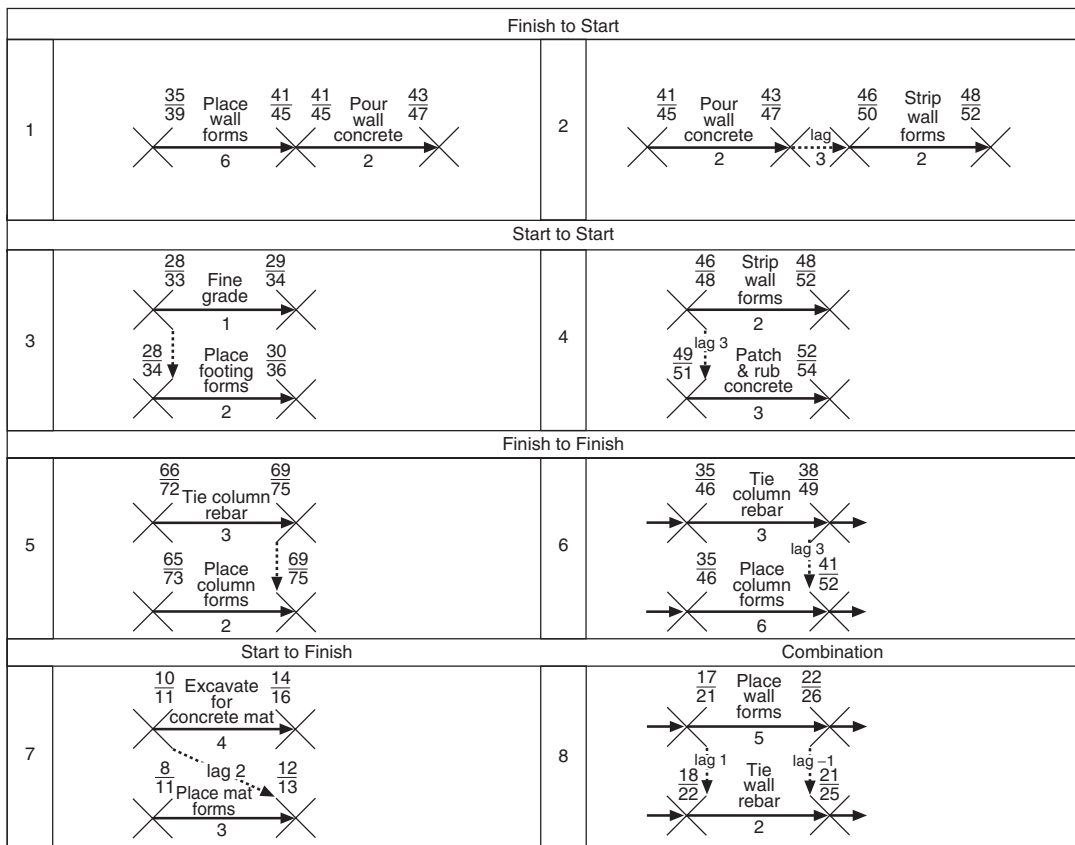 Finish to Start
1
35 41 41 43
39 45 45 47
Place
wall
forms
6
Pour
wall
concrete
2
2
41 43 46 48
45 47 50 52
Pour
wall
concrete
2
lag
3
Strip
wall
forms
2
Start to Start
3
28 29
33 34
Fine
grade
1
28 30
34 36
Place
footing
forms
2
4
46 48
48 52
Strip
wall
forms
2
lag 3
49 52
51 54
Patch
& rub
concrete
3
Finish to Finish
5
66 69
72 75
Tie column
rebar
3
65 69
73 75
Place
column
forms
2
6
35 38
46 49
Tie
column
rebar
3
lag 3
35 41
46 52
Place
column
forms
6
Start to Finish
7
10 14
11 16
Excavate
for
concrete mat
4
lag 2
8 12
11 13
Place mat
forms
3
Combination
8
17 22
21 26
Place
wall
forms
5
lag 1
lag –1
18 21
22 25
Tie
wall
rebar
2